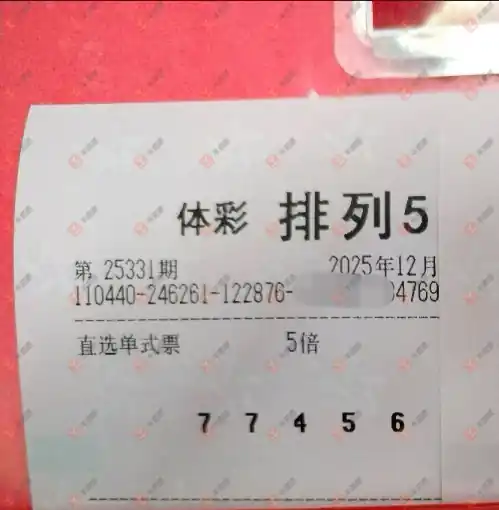 体彩 排列5
第 25331期 2025年12月
110440-246261-122876- 04769
直选单式票 5倍
7 7 4 5 6